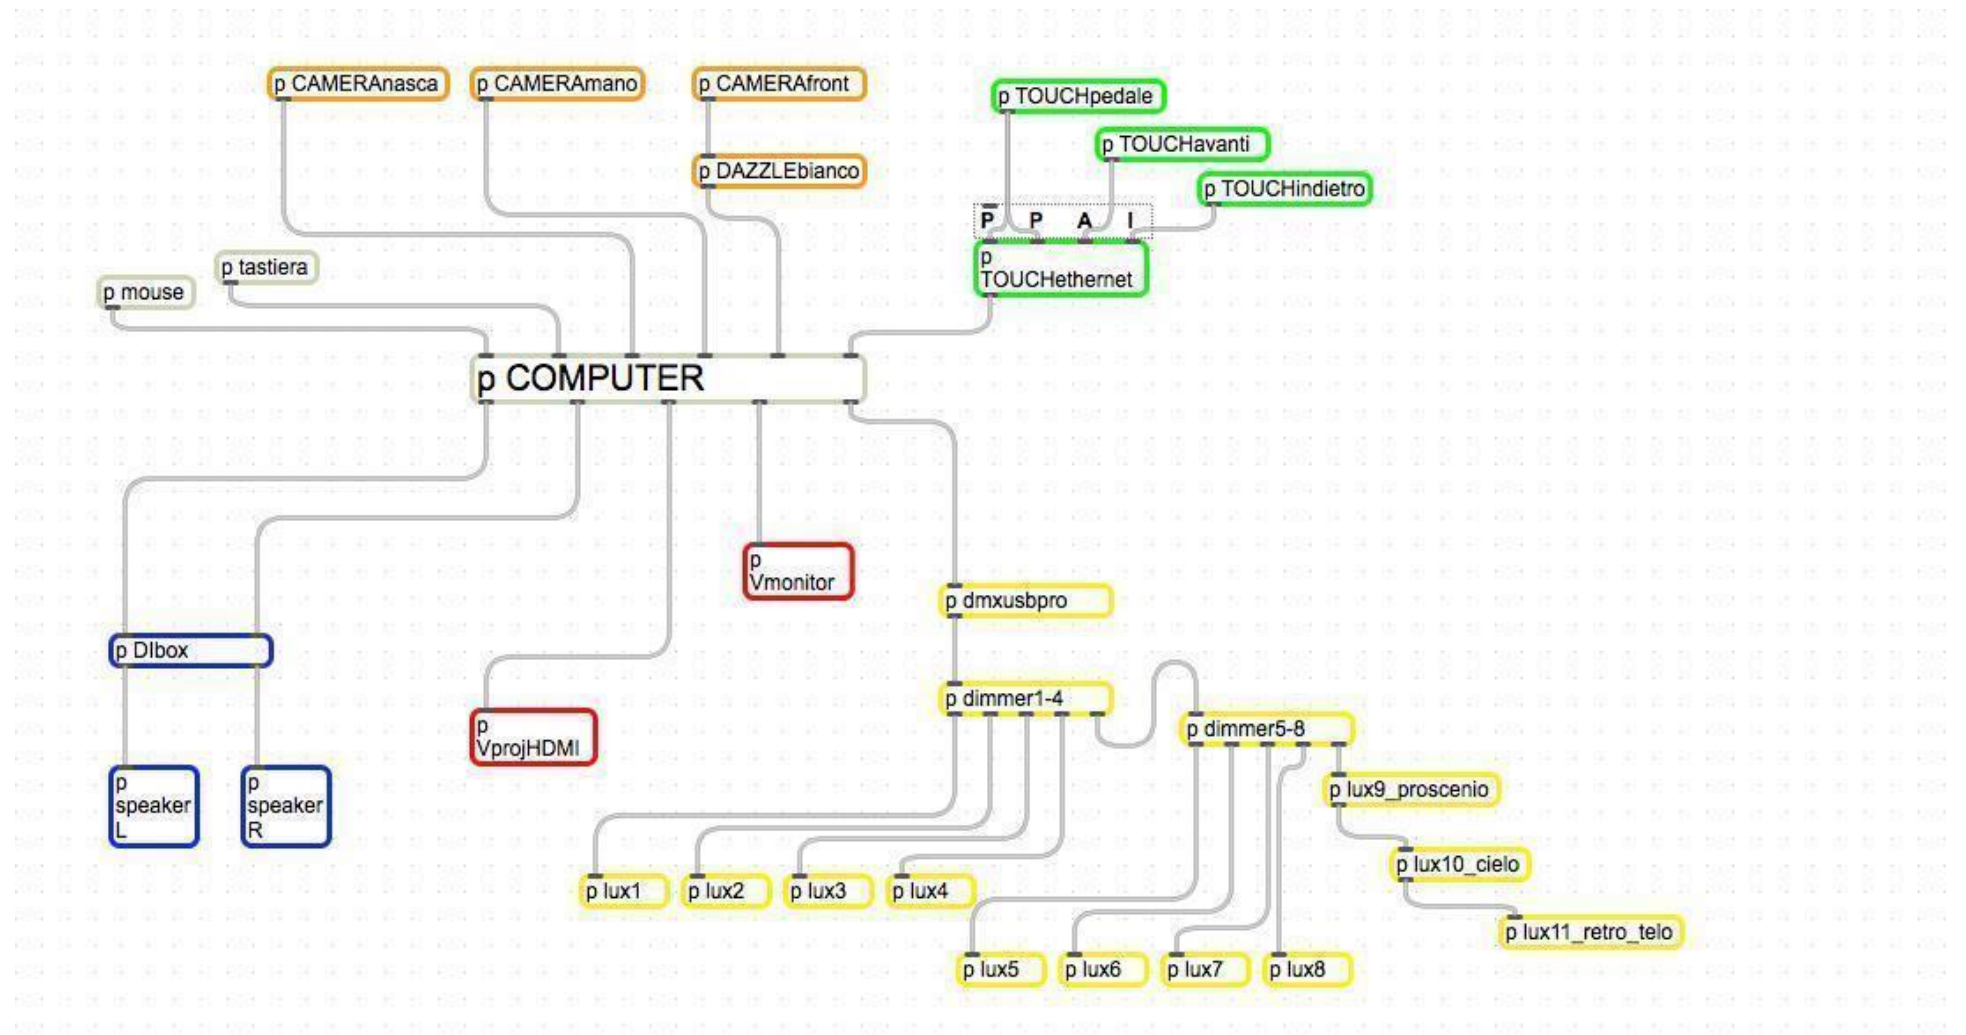 p CAMERAnasca
p CAMERAmano
p CAMERAfront
p TOUCHpedale
p TOUCHavanti
p DAZZLEbianco
p TOUCHindietro
P P A I
p
TOUCHethernet
p tastiera
p mouse
p COMPUTER
p
Vmonitor
p dmxusbpro
p DIbox
p dimmer1-4
p
VprojHDMI
p dimmer5-8
p
speaker
L
p
speaker
R
p lux9_proscenio
p lux10_cielo
p lux1
p lux2
p lux3
p lux4
p lux11_retro_telo
p lux5
p lux6
p lux7
p lux8